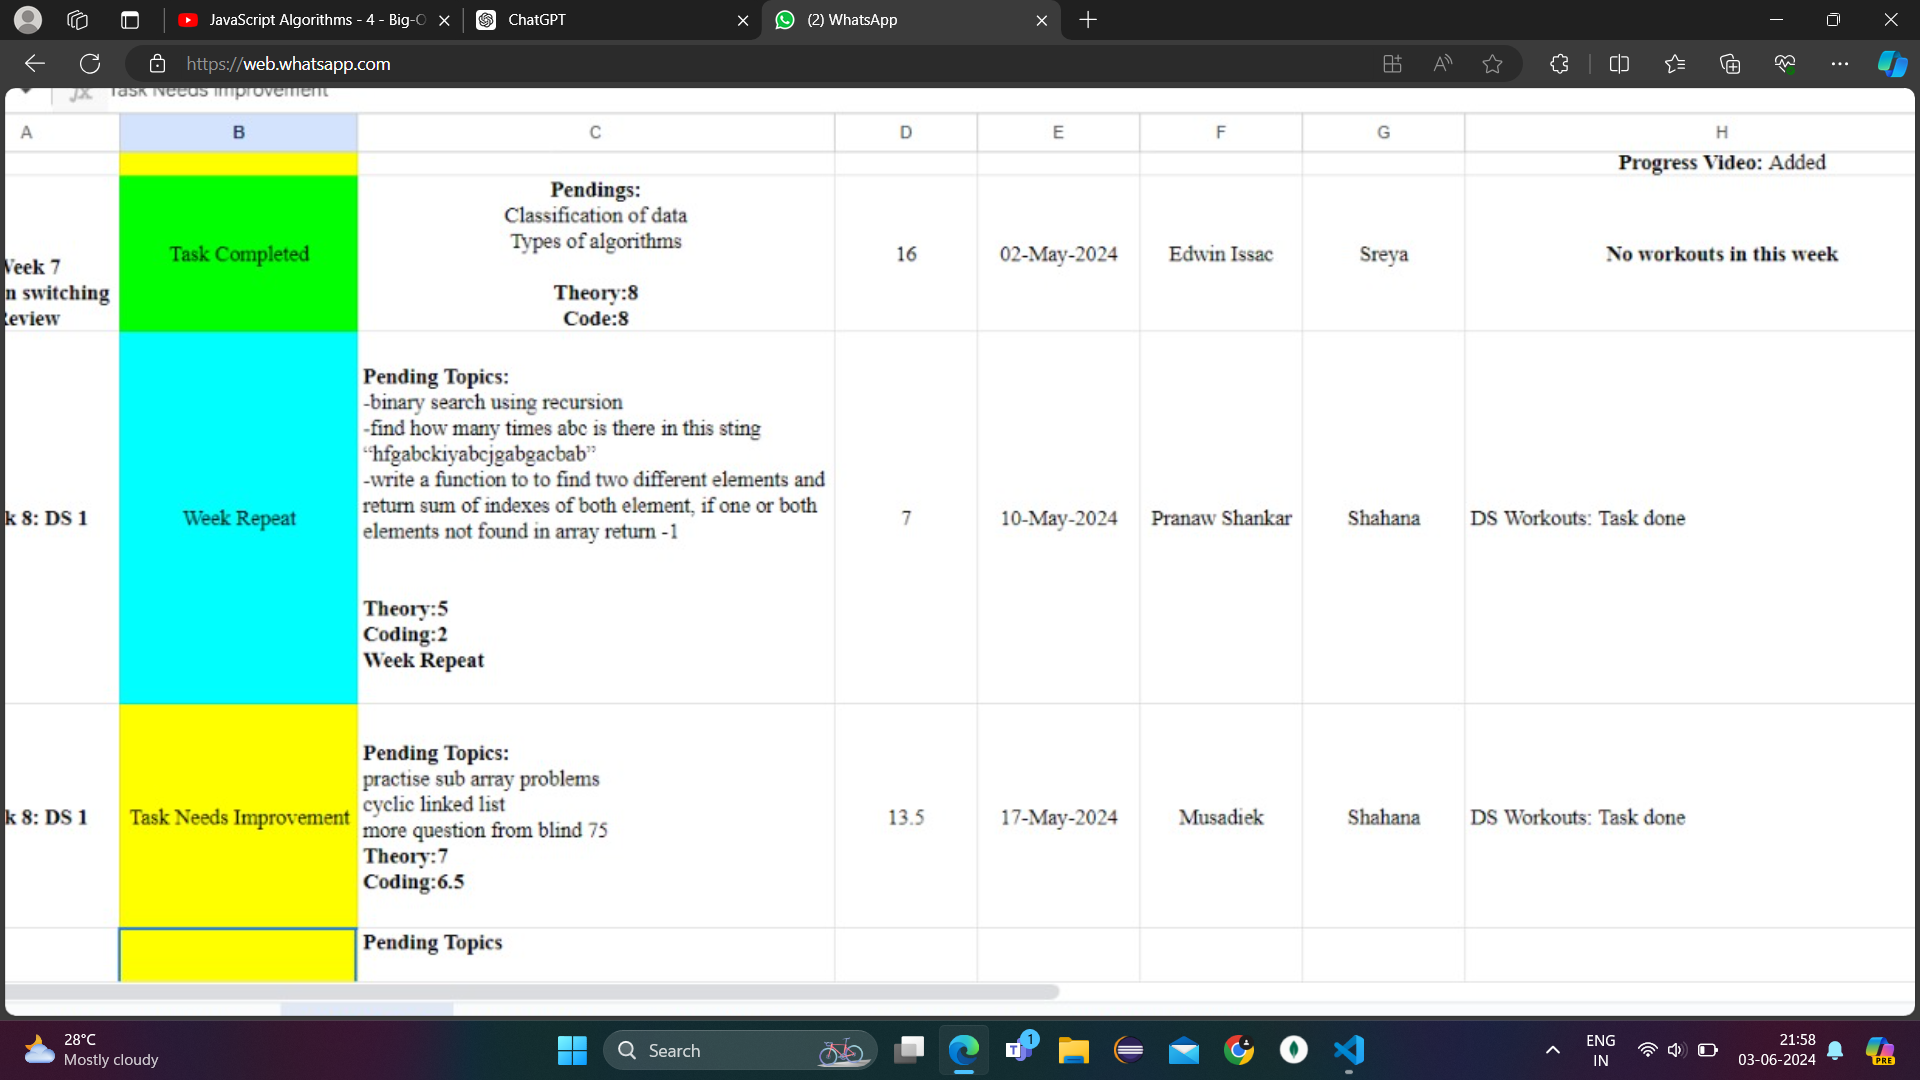 JavaScript Algorithms - 4 - Big-O
ChatGPT
(2) WhatsApp
https://web.whatsapp.com
fx Task Needs Improvement
A B C D E F G H
Progress Video: Added
Week 7
n switching
Review
Task Completed
Pendings:
Classification of data
Types of algorithms
Theory:8
Code:8
16
02-May-2024
Edwin Issac
Sreya
No workouts in this week
k 8: DS 1
Week Repeat
Pending Topics:
-binary search using recursion
-find how many times abc is there in this sting
“hfgabckiyabcjgabgacbab”
-write a function to to find two different elements and
return sum of indexes of both element, if one or both
elements not found in array return -1
Theory:5
Coding:2
Week Repeat
7
10-May-2024
Pranaw Shankar
Shahana
DS Workouts: Task done
k 8: DS 1
Task Needs Improvement
Pending Topics:
practise sub array problems
cyclic linked list
more question from blind 75
Theory:7
Coding:6.5
13.5
17-May-2024
Musadiek
Shahana
DS Workouts: Task done
Pending Topics
28°C
Mostly cloudy
Search
1
ENG
IN
21:58
03-06-2024
PRE